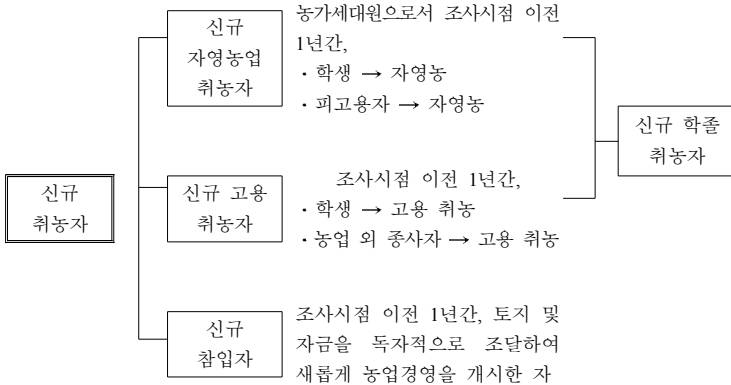 신규
취농자
신규
자영농업
취농자
농가세대원으로서 조사시점 이전
1년간,
· 학생 → 자영농
· 피고용자 → 자영농
신규 고용
취농자
조사시점 이전 1년간,
· 학생 → 고용 취농
· 농업 외 종사자 → 고용 취농
신규 학졸
취농자
신규
참입자
조사시점 이전 1년간, 토지 및
자금을 독자적으로 조달하여
새롭게 농업경영을 개시한 자